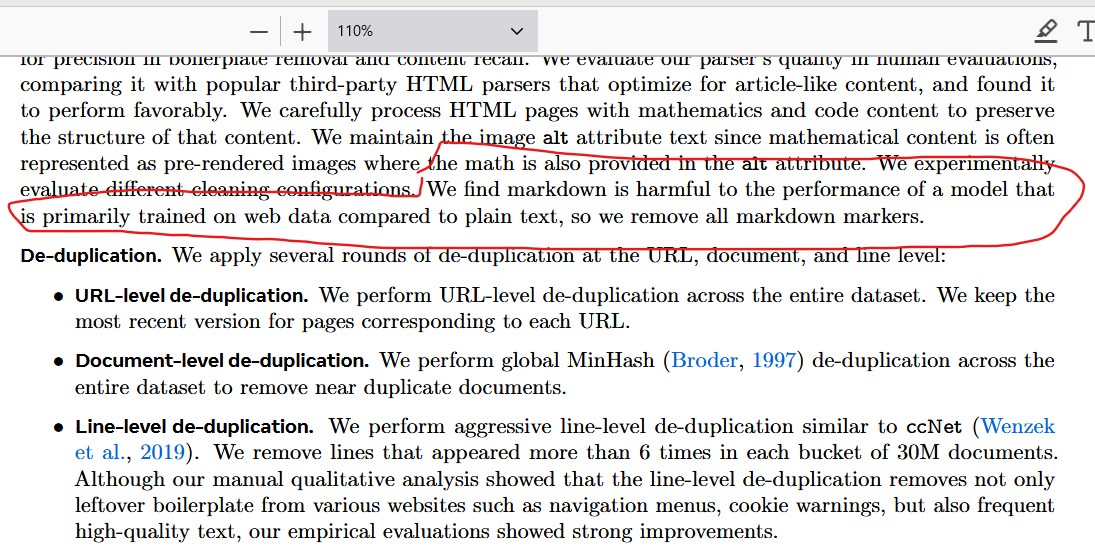 110%
for precision in boilerplate removal and content recall. We evaluate our parser's quality in human evaluations,
comparing it with popular third-party HTML parsers that optimize for article-like content, and found it
to perform favorably. We carefully process HTML pages with mathematics and code content to preserve
the structure of that content. We maintain the image alt attribute text since mathematical content is often
represented as pre-rendered images where the math is also provided in the alt attribute. We experimentally
evaluate different cleaning configurations. We find markdown is harmful to the performance of a model that
is primarily trained on web data compared to plain text, so we remove all markdown markers.
De-duplication. We apply several rounds of de-duplication at the URL, document, and line level:
• URL-level de-duplication. We perform URL-level de-duplication across the entire dataset. We keep the
most recent version for pages corresponding to each URL.
• Document-level de-duplication. We perform global MinHash (Broder, 1997) de-duplication across the
entire dataset to remove near duplicate documents.
• Line-level de-duplication. We perform aggressive line-level de-duplication similar to ccNet (Wenzek
et al., 2019). We remove lines that appeared more than 6 times in each bucket of 30M documents.
Although our manual qualitative analysis showed that the line-level de-duplication removes not only
leftover boilerplate from various websites such as navigation menus, cookie warnings, but also frequent
high-quality text, our empirical evaluations showed strong improvements.